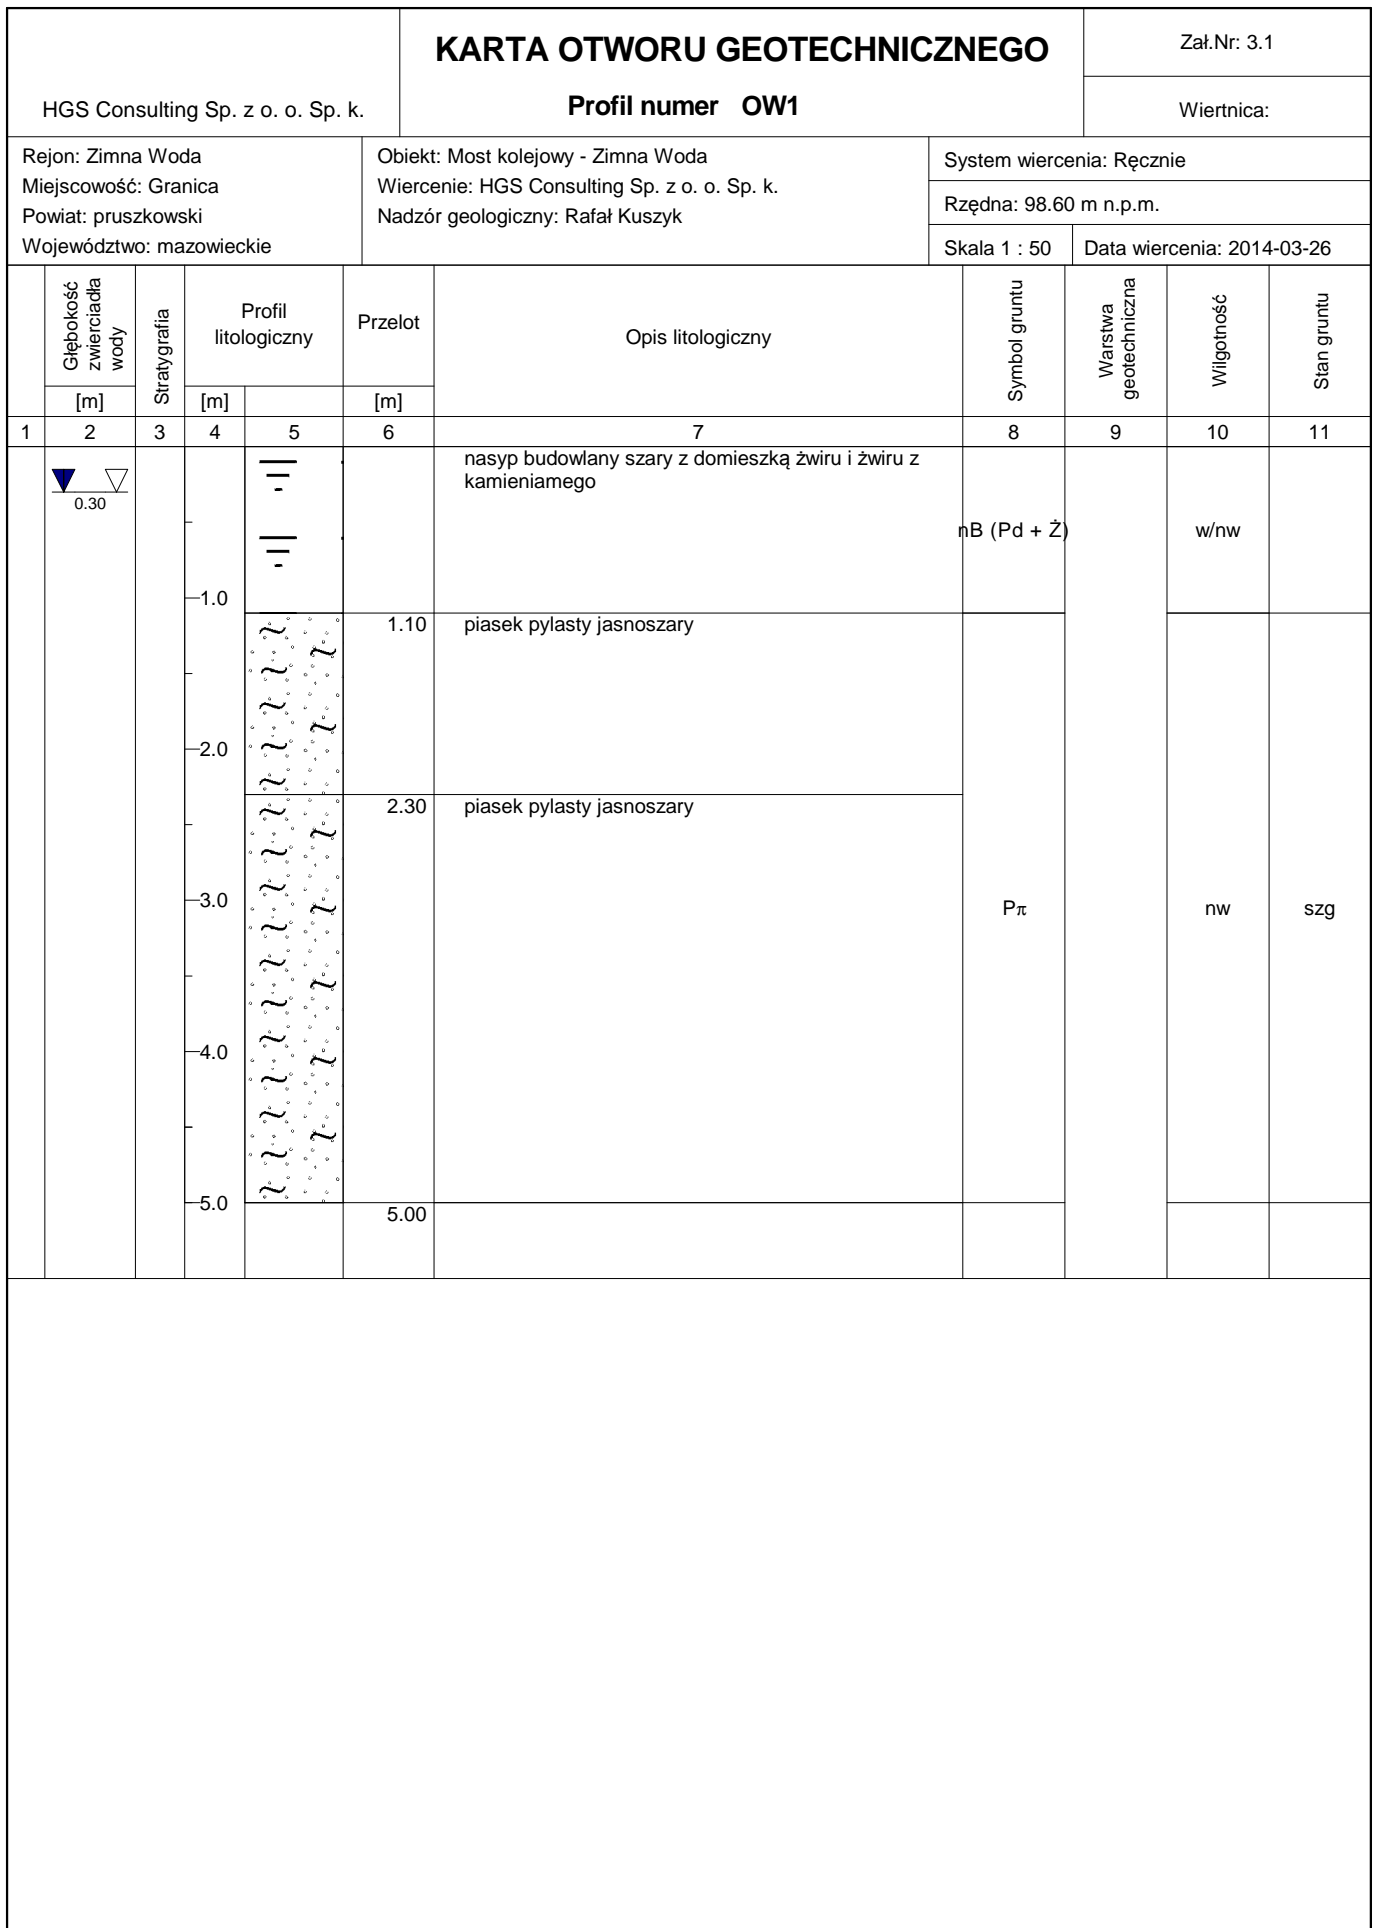 KARTA OTWORU GEOTECHNICZNEGO
Zał.Nr: 3.1
HGS Consulting Sp. z o. o. Sp. k.
Profil numer OW1
Wiertnica:
Rejon: Zimna Woda
Miejscowość: Granica
Powiat: pruszkowski
Województwo: mazowieckie
Obiekt: Most kolejowy - Zimna Woda
Wiercenie: HGS Consulting Sp. z o. o. Sp. k.
Nadzór geologiczny: Rafał Kuszyk
System wiercenia: Ręcznie
Rzędna: 98.60 m n.p.m.
Skala 1 : 50
Data wiercenia: 2014-03-26
Głębokość
zwierciadła
wody
[m]
Stratygrafia
Profil
litologiczny
[m]
Przelot
[m]
Opis litologiczny
Symbol gruntu
Warstwa
geotechniczna
Wilgotność
Stan gruntu
1 2 3 4 5 6 7 8 9 10 11
nasyp budowlany szary z domieszką żwiru i żwiru z
kamieniamego
0.30
nB (Pd + Ż)
w/nw
1.0
1.10 piasek pylasty jasnoszary
2.0
2.30 piasek pylasty jasnoszary
3.0
Pπ
nw
szg
4.0
5.0
5.00